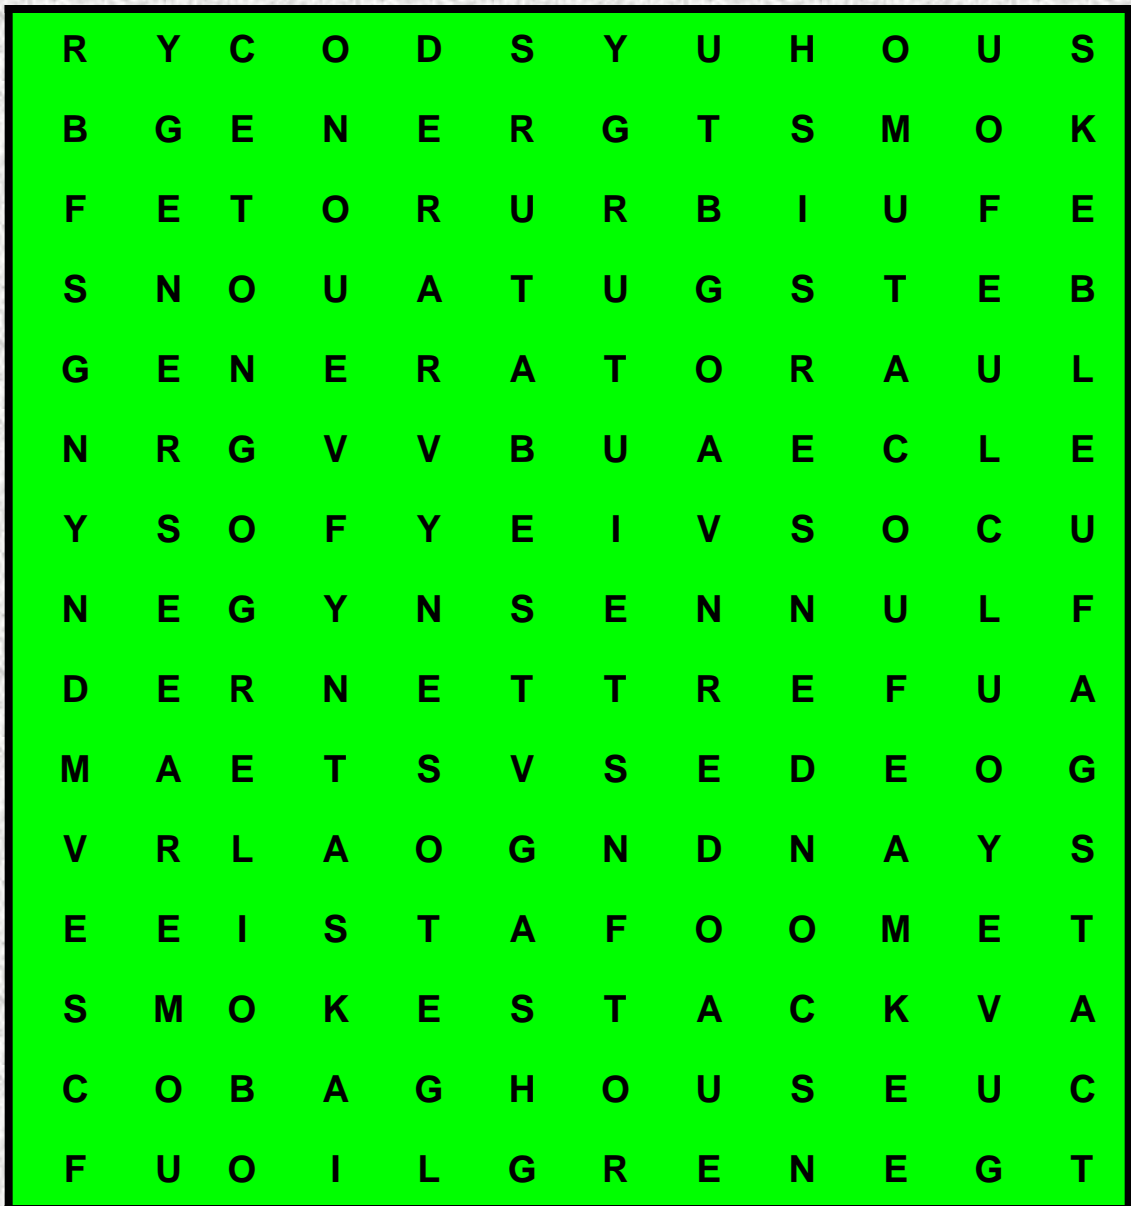 R Y C O D S Y U H O U S
B G E N E R G T S M O K
F E T O R U R B I U F E
S N O U A T U G S T E B
G E N E R A T O R A U L
N R G V V B U A E C L E
Y S O F Y E I V S O C U
N E G Y N S E N N U L F
D E R N E T T R E F U A
M A E T S V S E D E O G
V R L A O G N D N A Y S
E E I S T A F O O M E T
S M O K E S T A C K V A
C O B A G H O U S E U C
F U O I L G R E N E G T